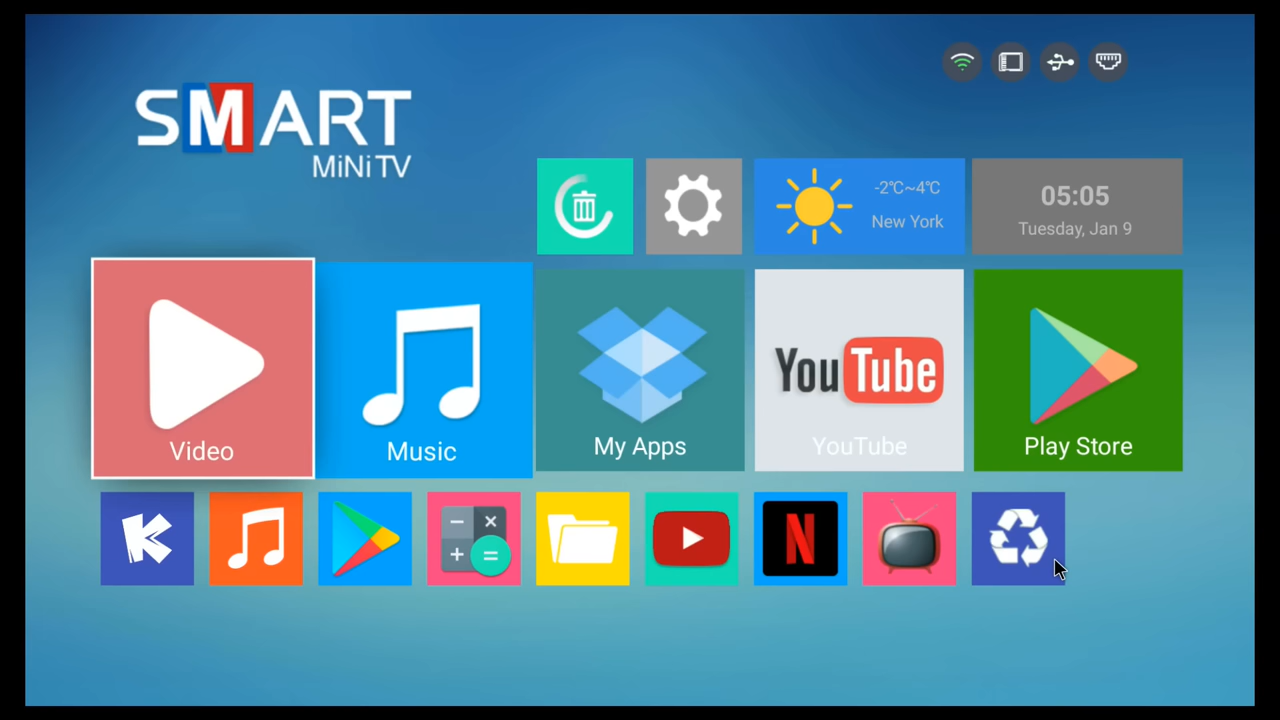 SMART
MiNi TV
-2℃~4℃
New York
05:05
Tuesday, Jan 9
Video
Music
My Apps
YouTube
YouTube
Play Store
K
N